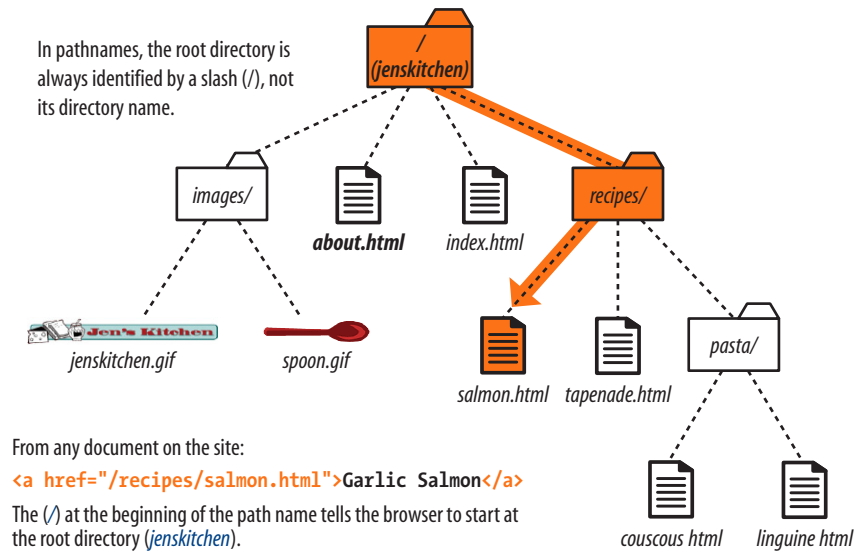 In pathnames, the root directory is
always identified by a slash (/), not
its directory name.
/
(jenskitchen)
images/
about.html
index.html
recipes/
Jen's Kitchen
jenskitchen.gif
spoon.gif
salmon.html
tapenade.html
pasta/
couscous html
linguine html
From any document on the site:
<a href="/recipes/salmon.html">Garlic Salmon</a>
The (/) at the beginning of the path name tells the browser to start at
the root directory (jenskitchen).